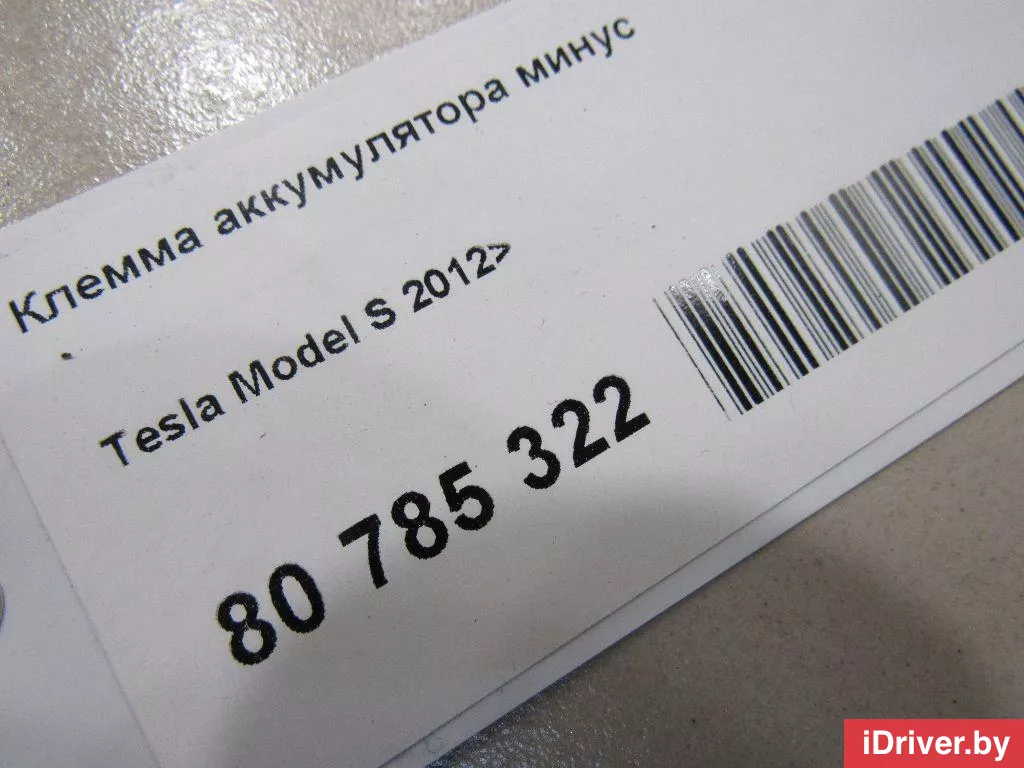 Клемма аккумулятора минус
Tesla Model S 2012>
80 785 322
iDriver.by